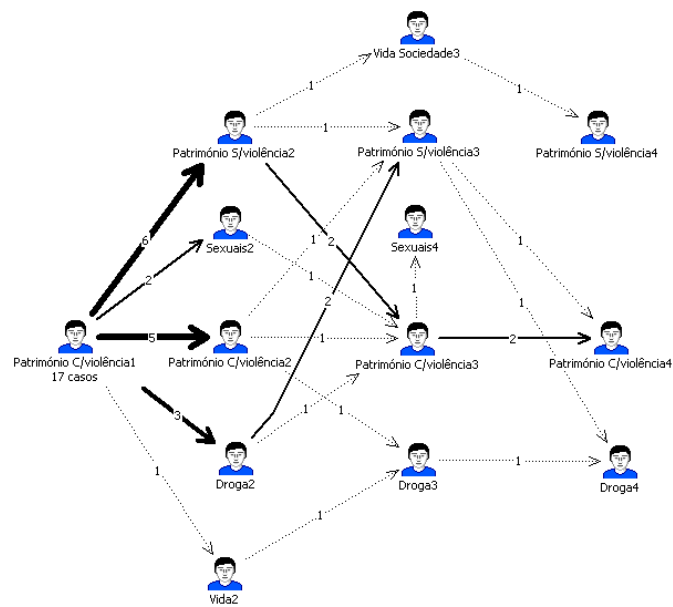 Vida Sociedade3
1
1
Património S/violência2
1
Património S/violência3
Património S/violência4
6
Sexuais2
1
2
Sexuais4
1
2
1
2
1
1
Património C/violência1
17 casos
5
Património C/violência2
1
Património C/violência3
2
Património C/violência4
3
1
1
1
Droga2
Droga3
1
Droga4
1
Vida2